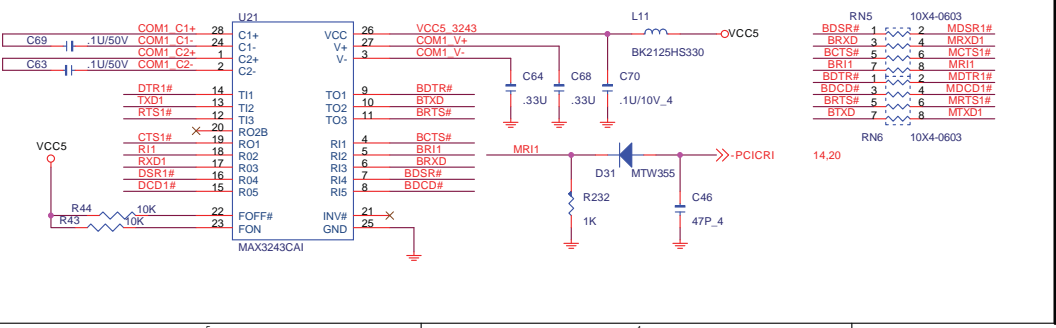 U21
L11
RN5 10X4-0603
COM1_C1+ 28 C1+ VCC 26 VCC5_3243 VCC5 BDSR# 1 2 MDSR1#
C69 .1U/50V COM1_C1- 24 C1- V+ 27 COM1_V+ BK2125HS330 BRXD 3 4 MRXD1
COM1_C2+ 1 C2+ V- 3 COM1_V- BCTS# 5 6 MCTS1#
C63 .1U/50V COM1_C2- 2 C2- BRI1 7 8 MRI1
C64 C68 C70 BDTR# 1 2 MDTR1#
DTR1# 14 TI1 TO1 9 BDTR# .33U .33U .1U/10V_4 BDCD# 3 4 MDCD1#
TXD1 13 TI2 TO2 10 BTXD BRTS# 5 6 MRTS1#
RTS1# 12 TI3 TO3 11 BRTS# BTXD 7 8 MTXD1
20 RO2B RN6 10X4-0603
CTS1# 19 RO1 RI1 4 BCTS#
VCC5 RI1 18 R02 RI2 5 BRI1 MRI1 -PCICRI 14,20
RXD1 17 R03 RI3 6 BRXD
DSR1# 16 R04 RI4 7 BDSR# D31 MTW355
DCD1# 15 R05 RI5 8 BDCD#
R232 C46
R44 10K 22 FOFF# INV# 21
R43 10K 23 FON GND 25 1K 47P_4
MAX3243CAI